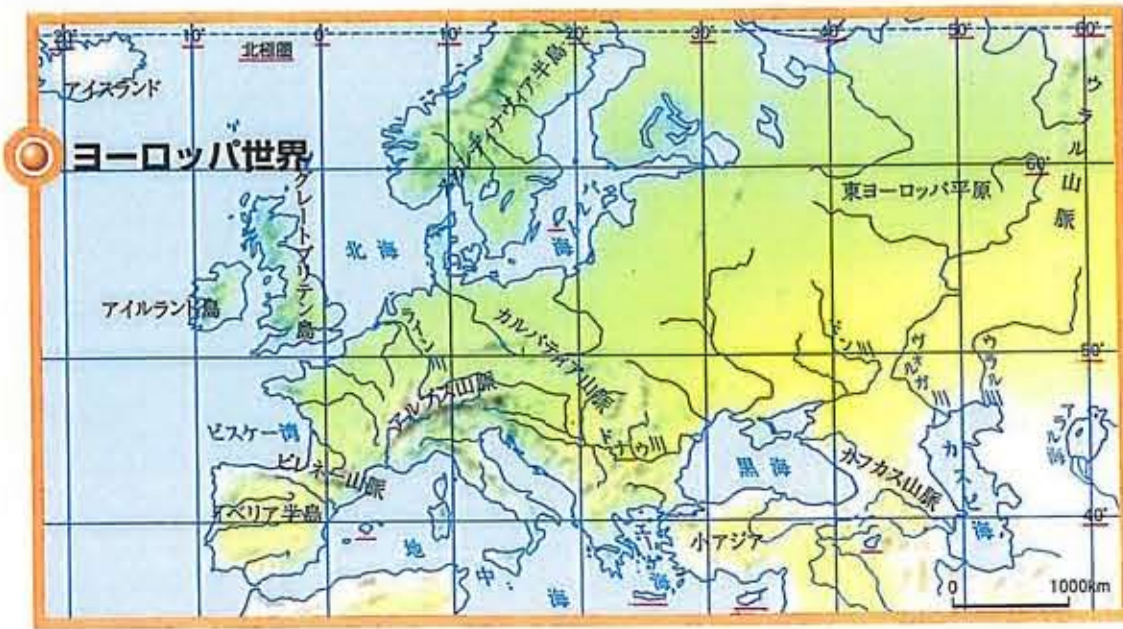 20°
10°
0°
10°
20°
30°
40°
50°
60°
北極圏
アイスランド
ヨーロッパ世界
スカンディナヴィア半島
ウラル山脈
60°
東ヨーロッパ平原
バルト海
北海
グレートブリテン島
アイルランド島
ライン川
カルパティア山脈
ドン川
ヴォルガ川
ウラル川
50°
アルプス山脈
ビスケー湾
ドナウ川
アラル海
ピレネー山脈
黒海
カフカス山脈
カスピ海
イベリア半島
40°
地中海
エーゲ海
小アジア
0 1000km